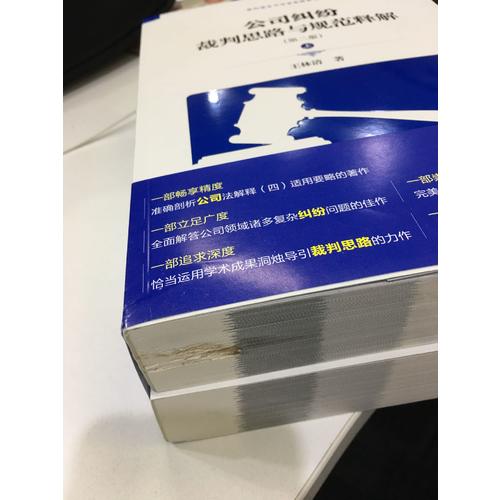 公司纠纷
裁判思路与规范释解
(第二版) 上
王林清 著
一部畅享精度
准确剖析公司法解释（四）适用要略的著作
一部立足广度
全面解答公司领域诸多复杂纠纷问题的佳作
一部追求深度
恰当运用学术成果洞烛导引裁判思路的力作
一部
完美
一